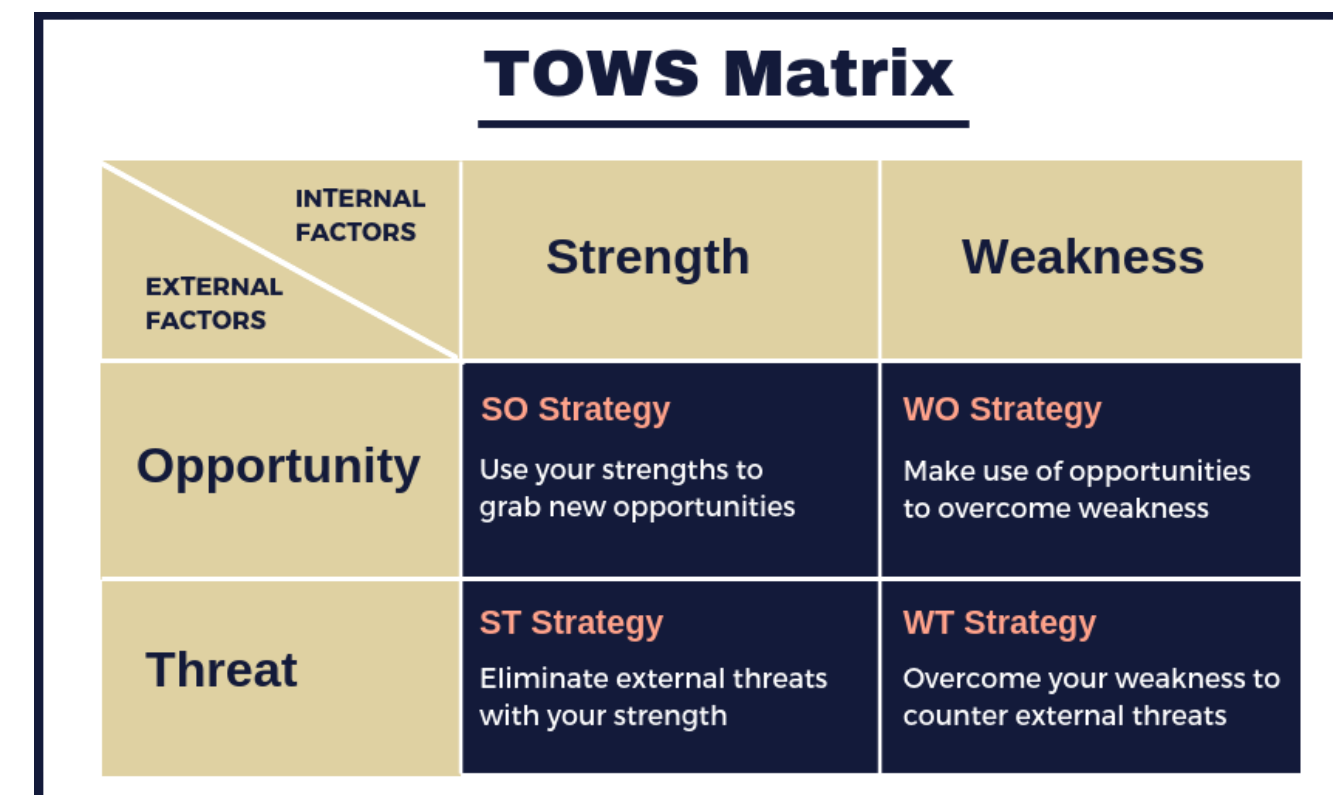 TOWS Matrix
INTERNAL
FACTORS
EXTERNAL
FACTORS
Strength
Weakness
Opportunity
SO Strategy
Use your strengths to
grab new opportunities
WO Strategy
Make use of opportunities
to overcome weakness
Threat
ST Strategy
Eliminate external threats
with your strength
WT Strategy
Overcome your weakness to
counter external threats